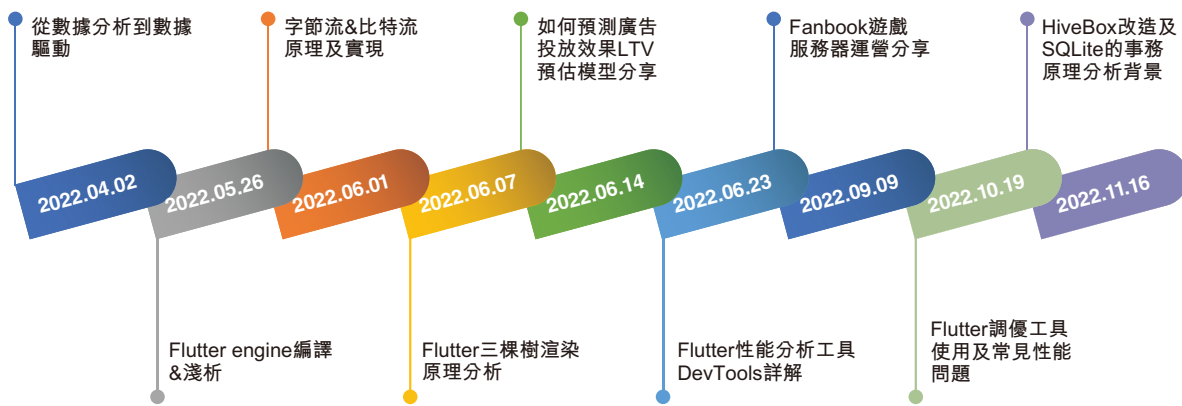 從數據分析到數據
驅動
字節流&比特流
原理及實現
如何預測廣告
投放效果LTV
預估模型分享
Fanbook遊戲
服務器運營分享
HiveBox改造及
SQLite的事務
原理分析背景
2022.04.02
2022.05.26
2022.06.01
2022.06.07
2022.06.14
2022.06.23
2022.09.09
2022.10.19
2022.11.16
Flutter engine編譯
&淺析
Flutter三棵樹渲染
原理分析
Flutter性能分析工具
DevTools詳解
Flutter調優工具
使用及常見性能
問題